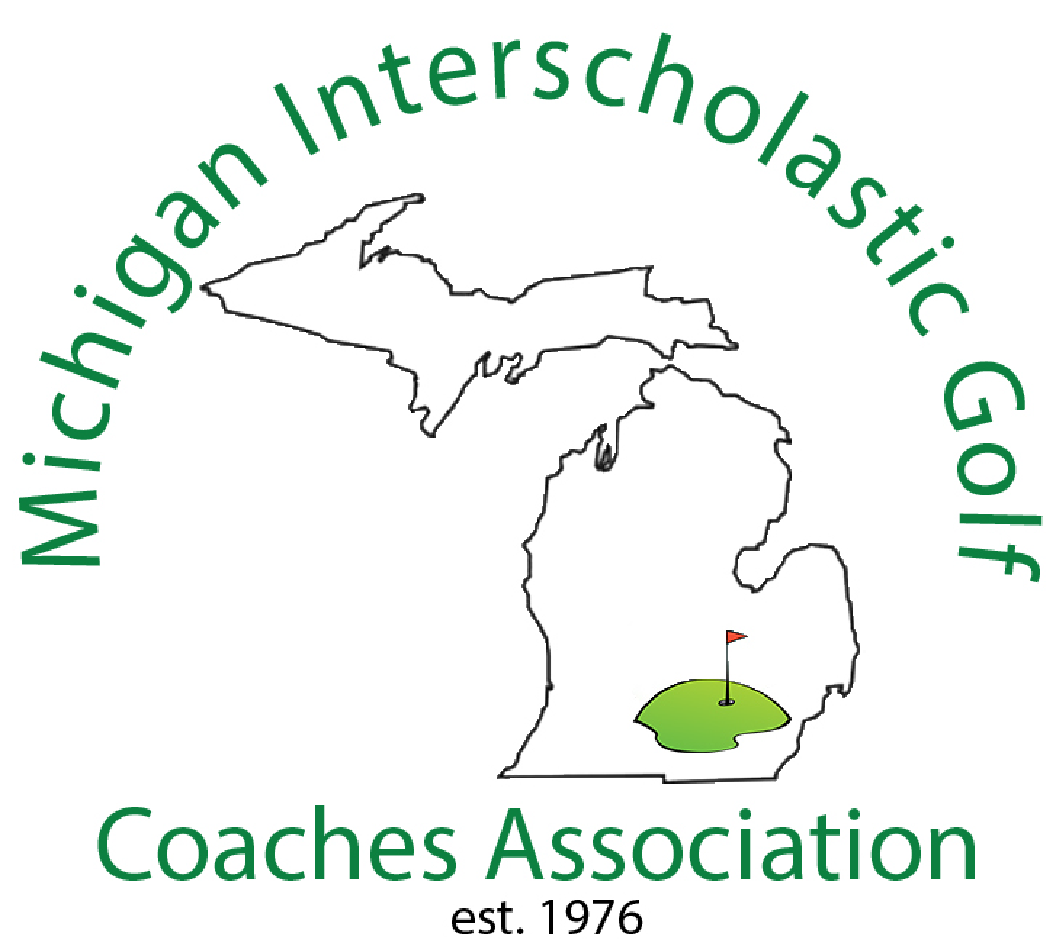 Michigan Interscholastic Golf
Coaches Association
est. 1976